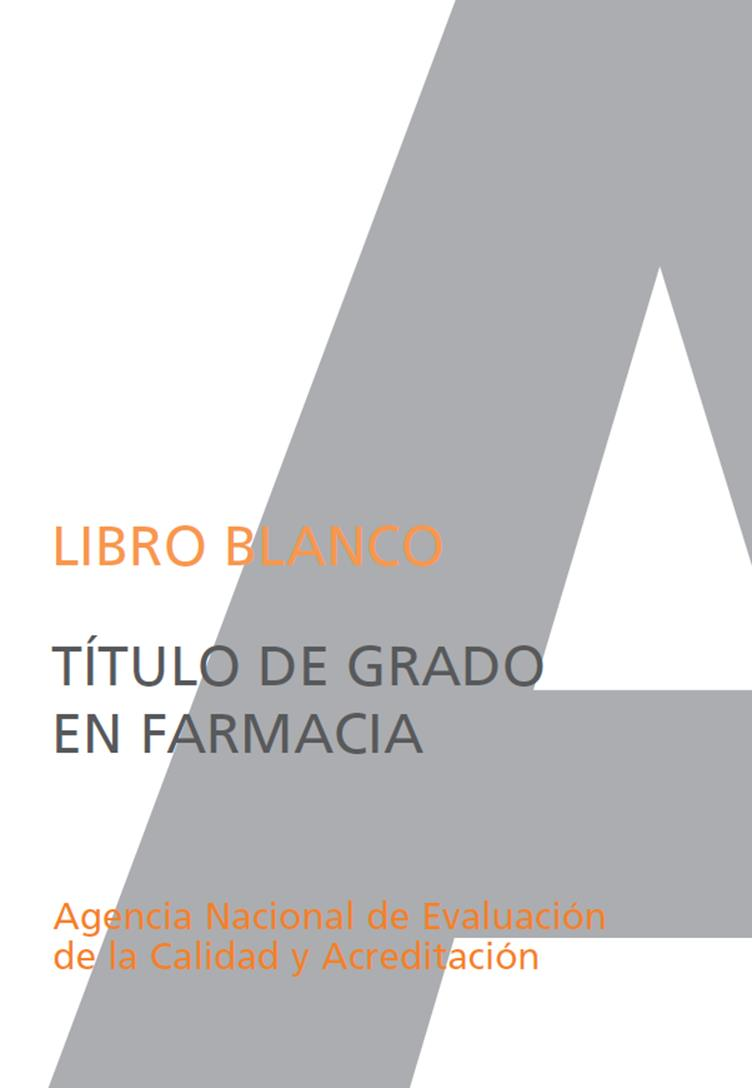 LIBRO BLANCO
TÍTULO DE GRADO
EN FARMACIA
Agencia Nacional de Evaluación
de la Calidad y Acreditación